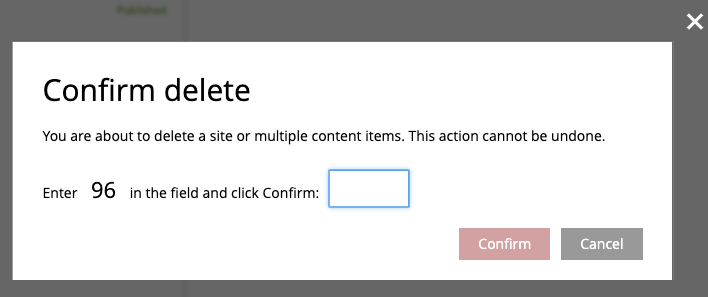 Published
Confirm delete
You are about to delete a site or multiple content items. This action cannot be undone.
Enter 96 in the field and click Confirm:
Confirm Cancel